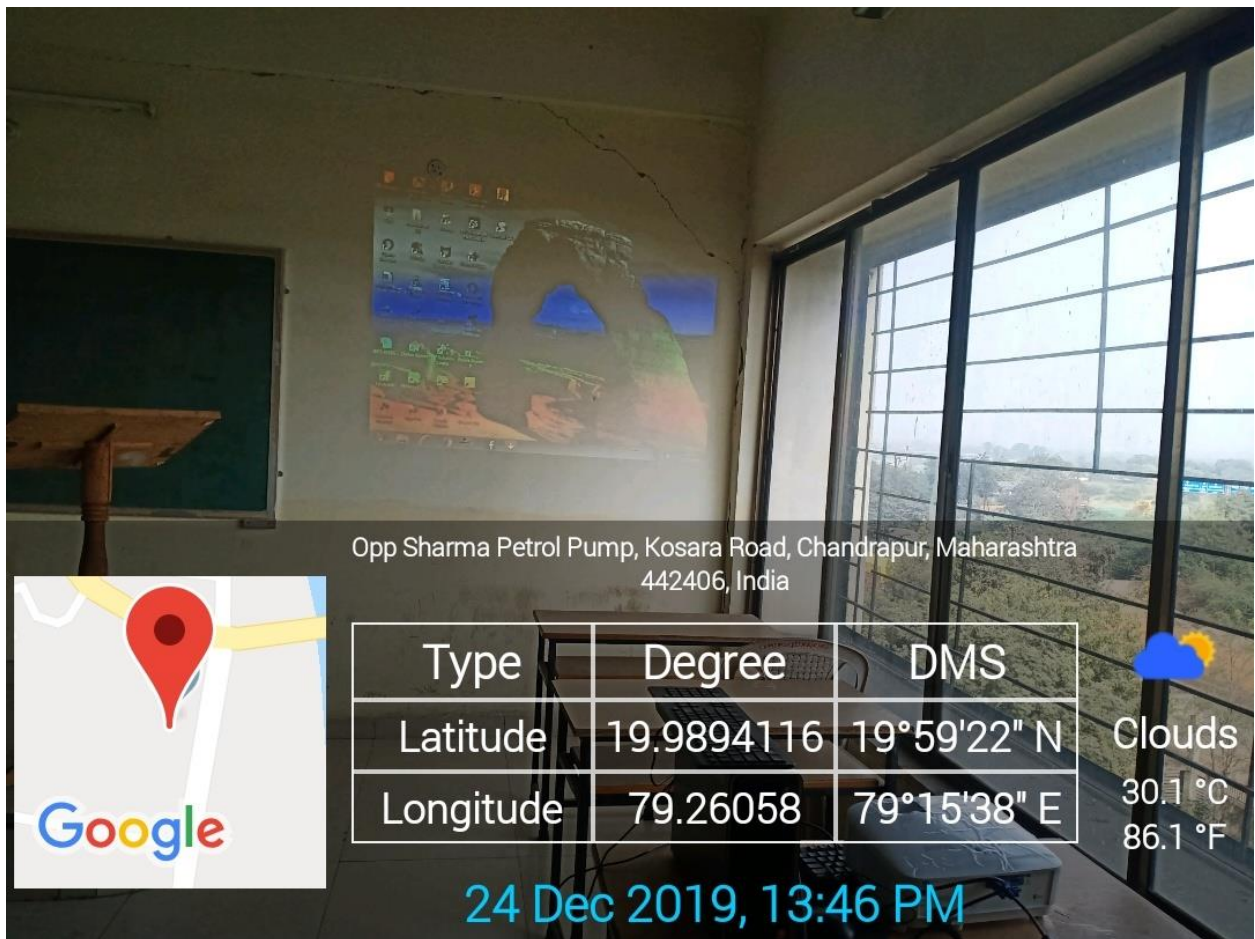 Opp Sharma Petrol Pump, Kosara Road, Chandrapur, Maharashtra
442406, India
Type Degree DMS
Latitude 19.9894116 19°59'22" N
Longitude 79.26058 79°15'38" E
Clouds
30.1 °C
86.1 °F
Google
24 Dec 2019, 13:46 PM